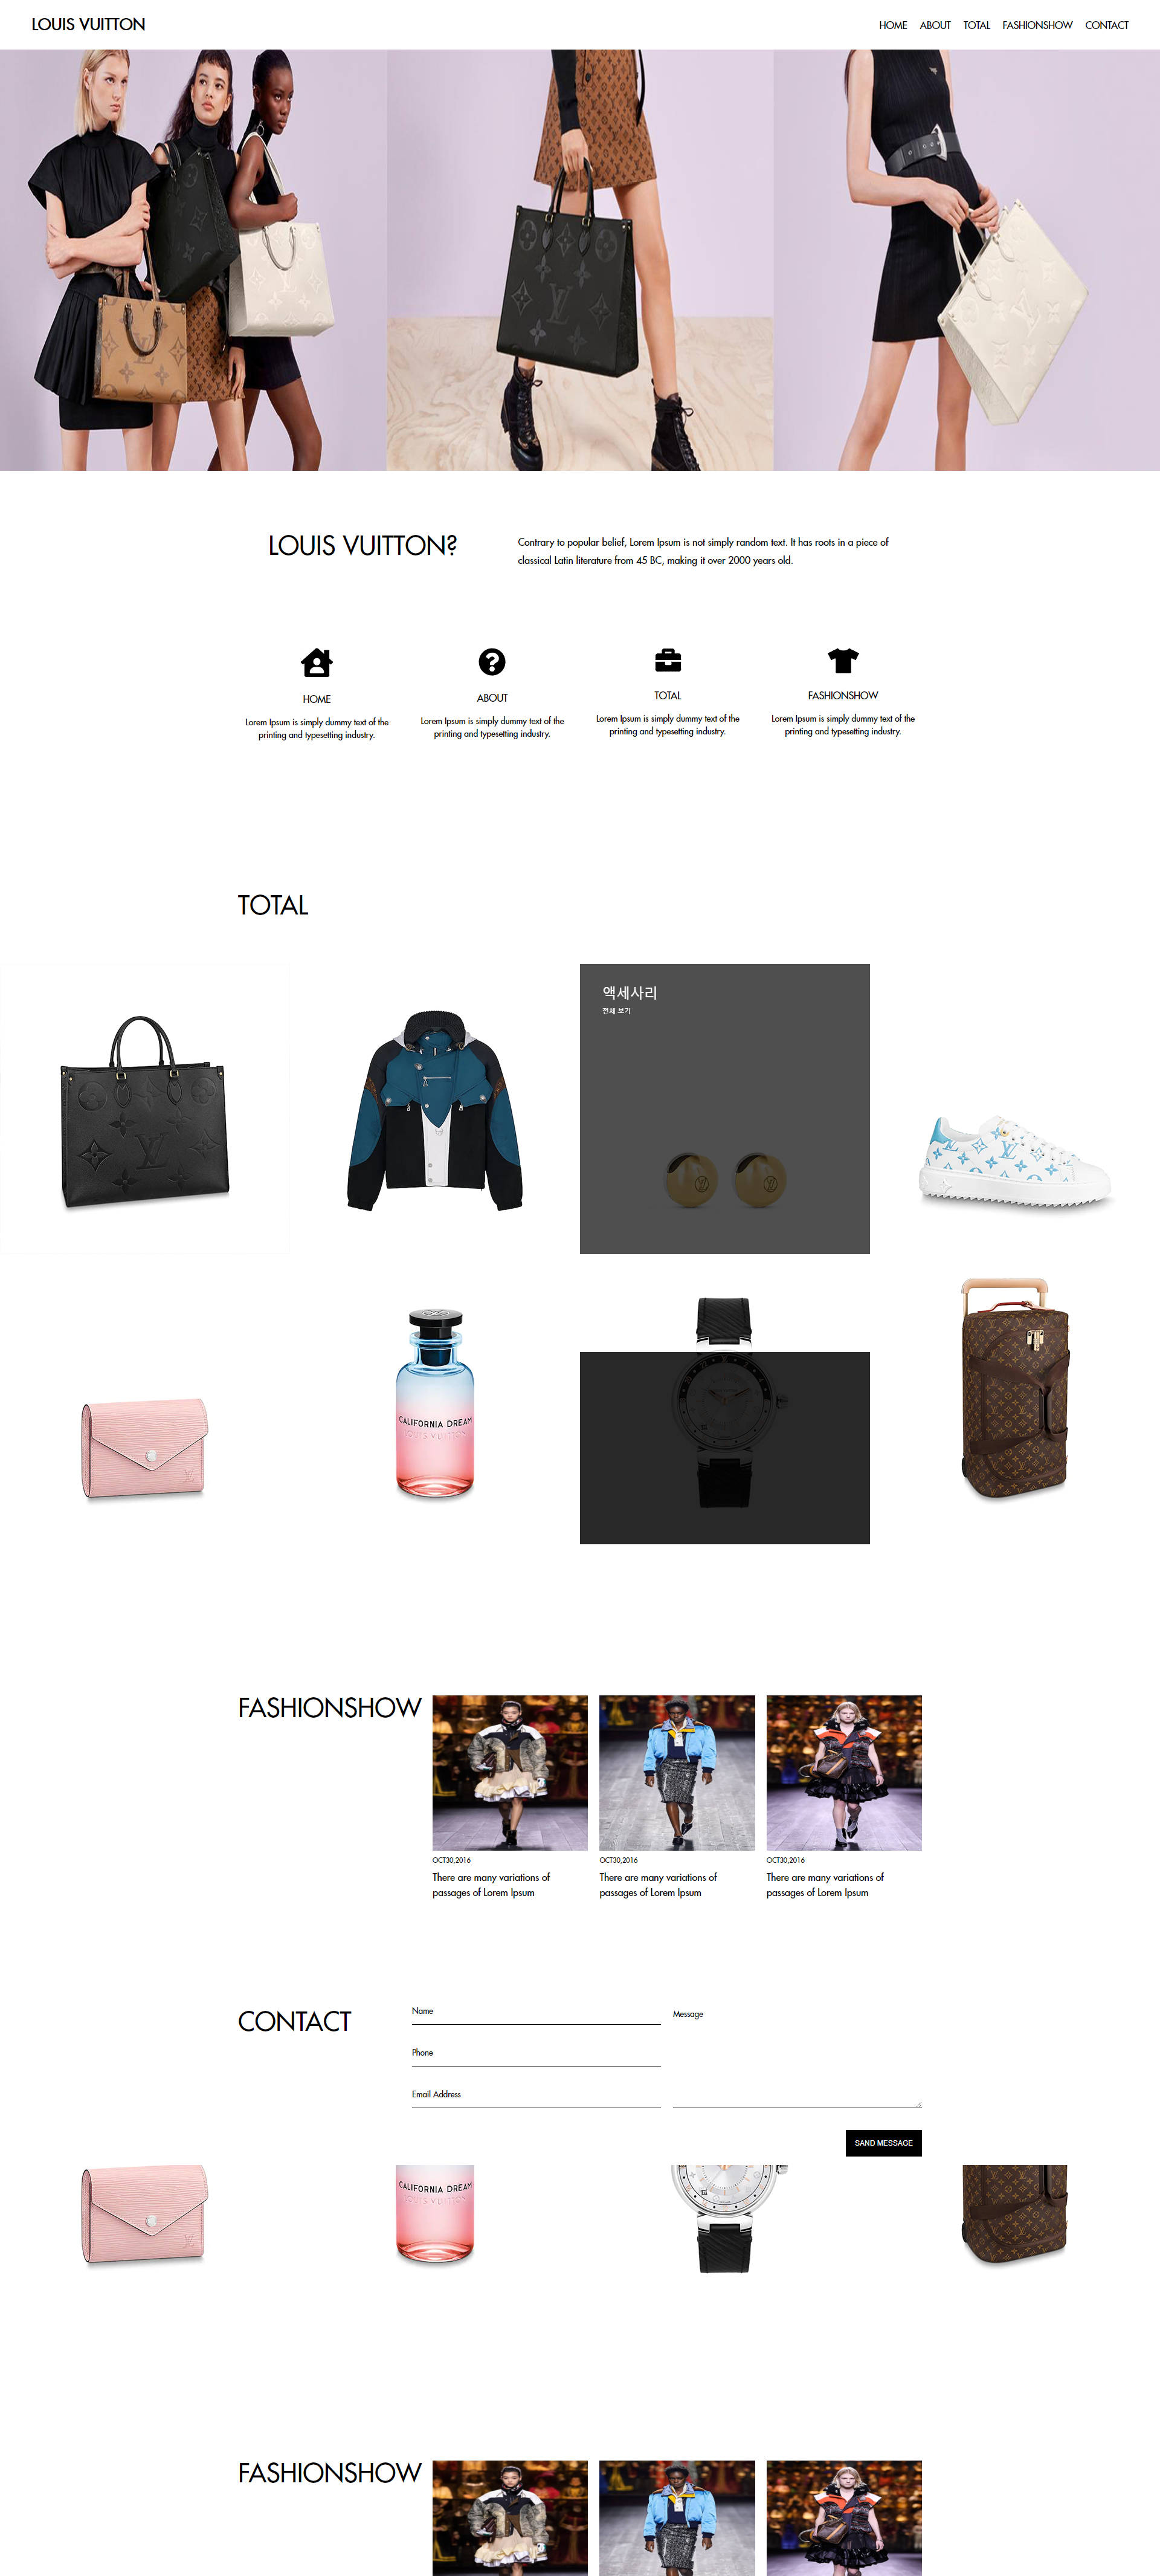 LOUIS VUITTON
HOME ABOUT TOTAL FASHIONSHOW CONTACT
LOUIS VUITTON?
Contrary to popular belief, Lorem Ipsum is not simply random text. It has roots in a piece of
classical Latin literature from 45 BC, making it over 2000 years old.
HOME
Lorem Ipsum is simply dummy text of the
printing and typesetting industry.
ABOUT
Lorem Ipsum is simply dummy text of the
printing and typesetting industry.
TOTAL
Lorem Ipsum is simply dummy text of the
printing and typesetting industry.
FASHIONSHOW
Lorem Ipsum is simply dummy text of the
printing and typesetting industry.
TOTAL
액세사리
전체 보기
CALIFORNIA DREAM
LOUIS VUITTON
FASHIONSHOW
OCT30,2016
There are many variations of
passages of Lorem Ipsum
OCT30,2016
There are many variations of
passages of Lorem Ipsum
OCT30,2016
There are many variations of
passages of Lorem Ipsum
CONTACT
Name
Phone
Email Address
Message
SAND MESSAGE
CALIFORNIA DREAM
LOUIS VUITTON
FASHIONSHOW